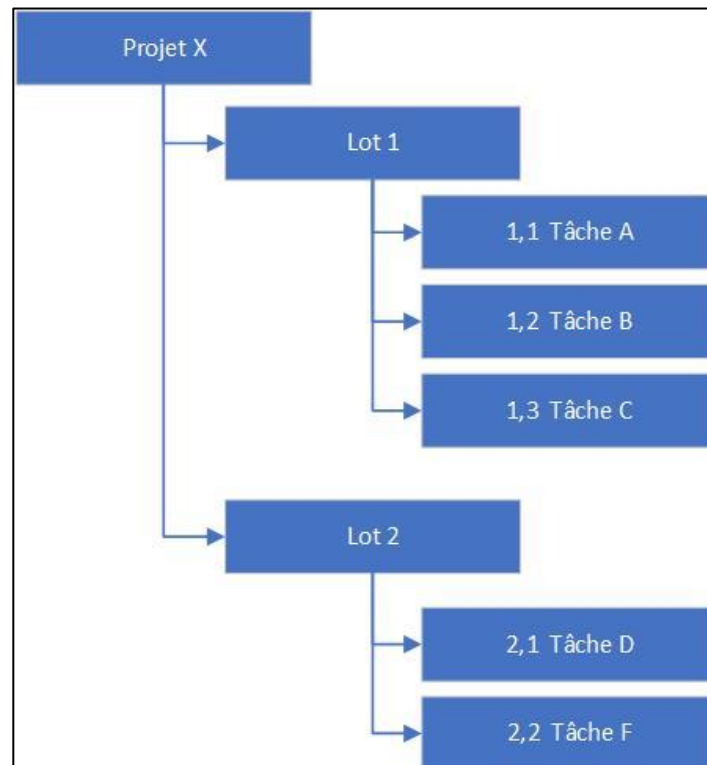 Projet X
Lot 1
1,1 Tâche A
1,2 Tâche B
1,3 Tâche C
Lot 2
2,1 Tâche D
2,2 Tâche F